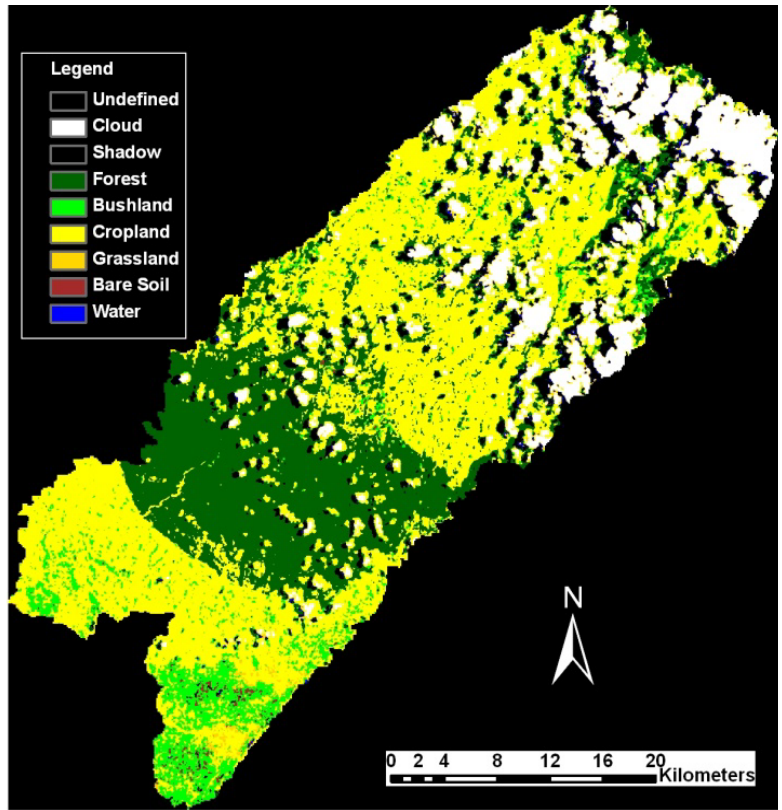 Legend
Undefined
Cloud
Shadow
Forest
Bushland
Cropland
Grassland
Bare Soil
Water
N
0 2 4 8 12 16 20
Kilometers